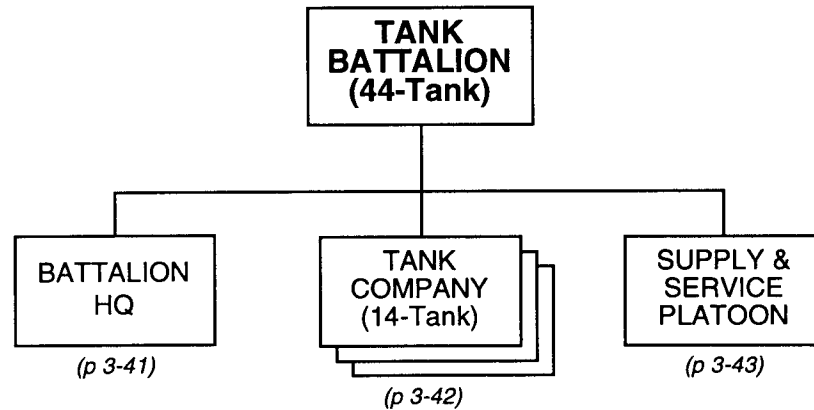 TANK
BATTALION
(44-Tank)
BATTALION
HQ
(p 3-41)
TANK
COMPANY
(14-Tank)
(p 3-42)
SUPPLY &
SERVICE
PLATOON
(p 3-43)